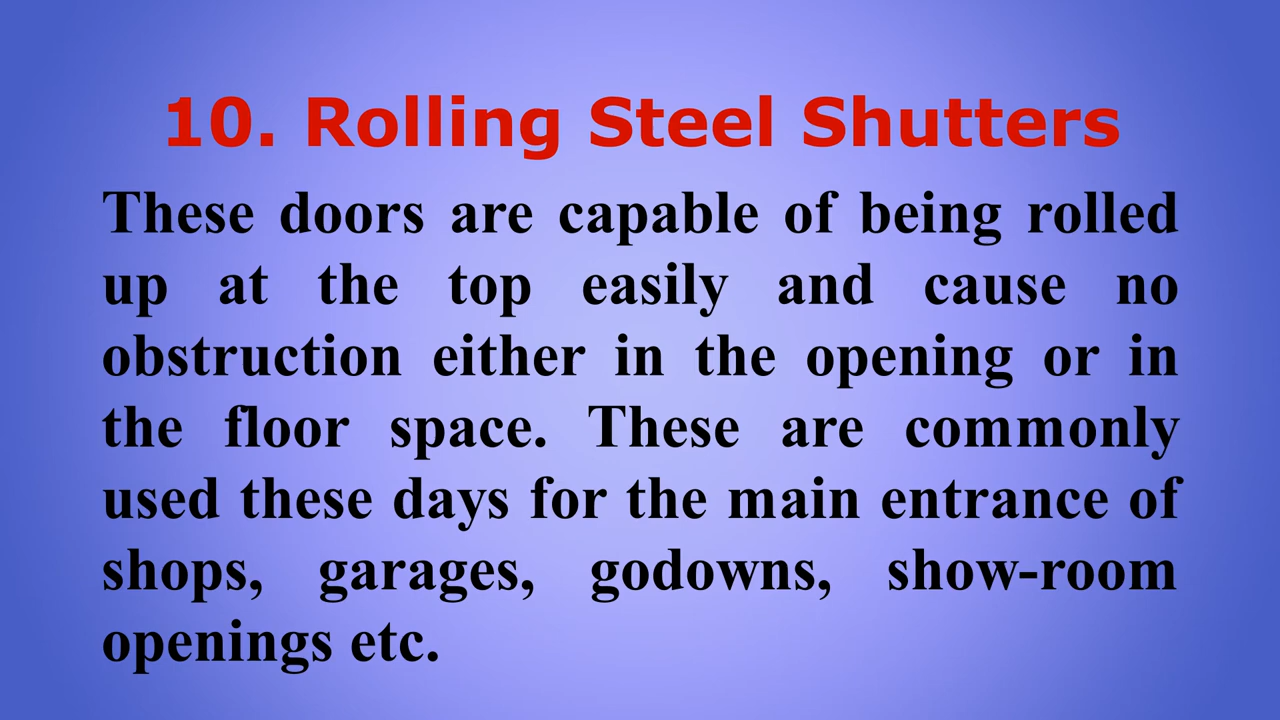 10. Rolling Steel Shutters
These doors are capable of being rolled
up at the top easily and cause no
obstruction either in the opening or in
the floor space. These are commonly
used these days for the main entrance of
shops, garages, godowns, show-room
openings etc.